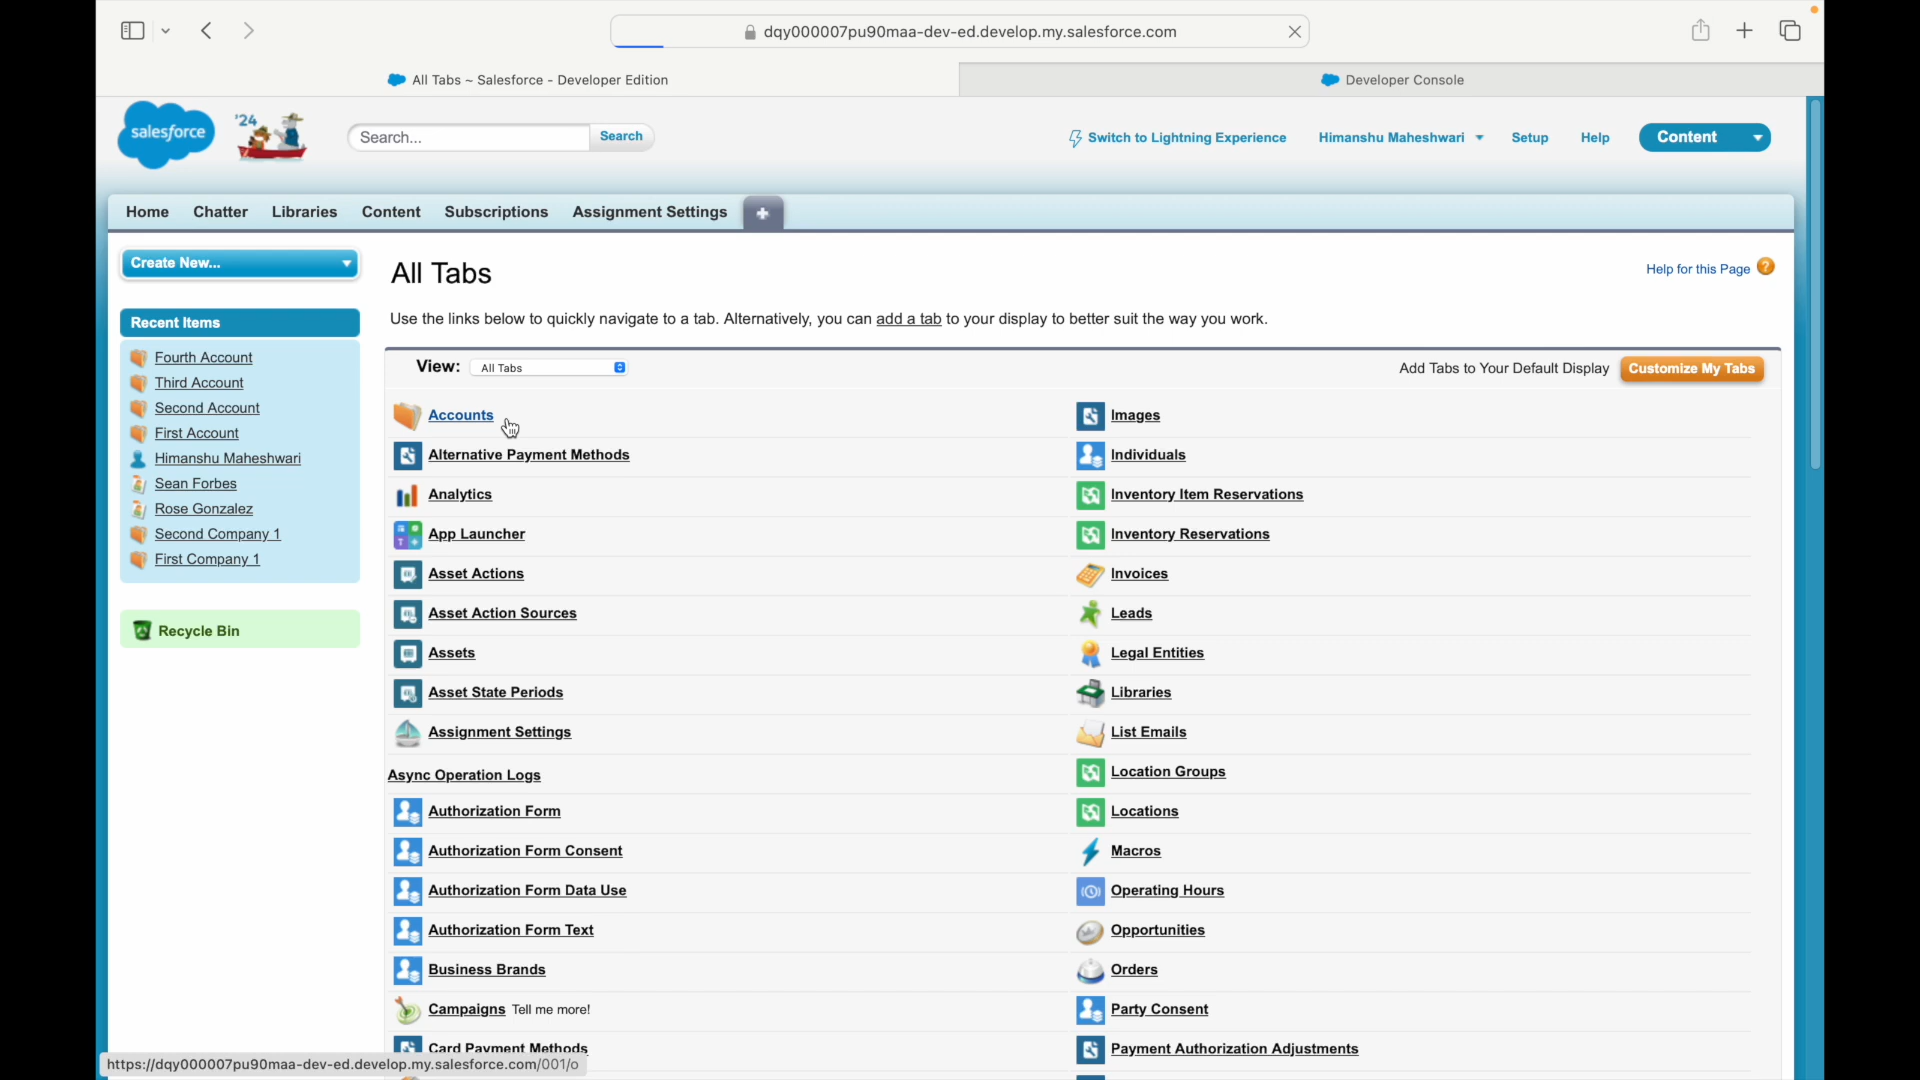 dqy000007pu90maa-dev-ed.develop.my.salesforce.com
All Tabs ~ Salesforce - Developer Edition
Developer Console
salesforce
'24
Search...
Search
Switch to Lightning Experience
Himanshu Maheshwari
Setup
Help
Content
Home
Chatter
Libraries
Content
Subscriptions
Assignment Settings
Create New...
Recent Items
Fourth Account
Third Account
Second Account
First Account
Himanshu Maheshwari
Sean Forbes
Rose Gonzalez
Second Company 1
First Company 1
Recycle Bin
All Tabs
Help for this Page
Use the links below to quickly navigate to a tab. Alternatively, you can add a tab to your display to better suit the way you work.
View:
All Tabs
Add Tabs to Your Default Display
Customize My Tabs
Accounts
Alternative Payment Methods
Analytics
App Launcher
Asset Actions
Asset Action Sources
Assets
Asset State Periods
Assignment Settings
Async Operation Logs
Authorization Form
Authorization Form Consent
Authorization Form Data Use
Authorization Form Text
Business Brands
Campaigns Tell me more!
Card Payment Methods
Images
Individuals
Inventory Item Reservations
Inventory Reservations
Invoices
Leads
Legal Entities
Libraries
List Emails
Location Groups
Locations
Macros
Operating Hours
Opportunities
Orders
Party Consent
Payment Authorization Adjustments
https://dqy000007pu90maa-dev-ed.develop.my.salesforce.com/001/o